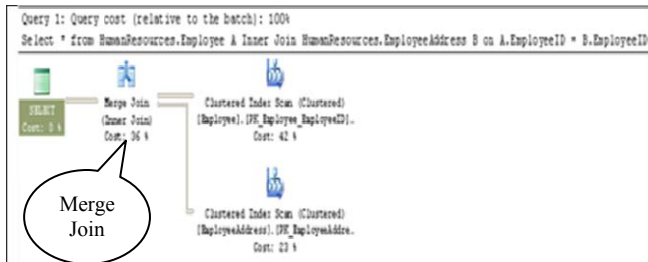 Query 1: Query cost (relative to the batch): 100%
Select * from HumanResources.Employee A Inner Join HumanResources.EmployeeAddress B on A.EmployeeID = B.EmployeeID
SELECT
Cost: 0 %
Merge Join
(Inner Join)
Cost: 36 %
Clustered Index Scan (Clustered)
[Employee].[PK_Employee_EmployeeID]..
Cost: 42 %
Merge
Join
Clustered Index Scan (Clustered)
[EmployeeAddress].[PK_EmployeeAddre..
Cost: 23 %